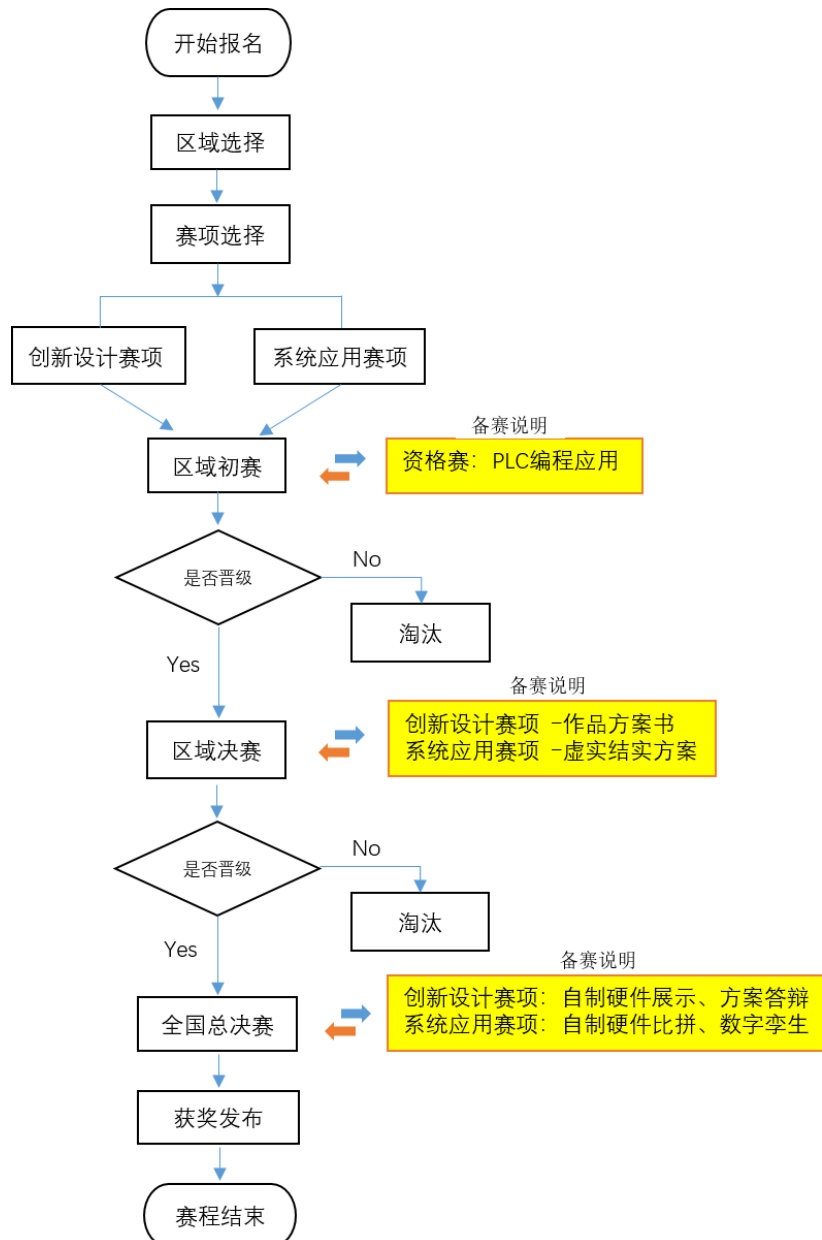 开始报名
区域选择
赛项选择
创新设计赛项
系统应用赛项
区域初赛
备赛说明
资格赛：PLC编程应用
是否晋级
No
淘汰
Yes
区域决赛
备赛说明
创新设计赛项 -作品方案书
系统应用赛项 -虚实结实方案
是否晋级
No
淘汰
Yes
全国总决赛
备赛说明
创新设计赛项：自制硬件展示、方案答辩
系统应用赛项：自制硬件比拼、数字孪生
获奖发布
赛程结束